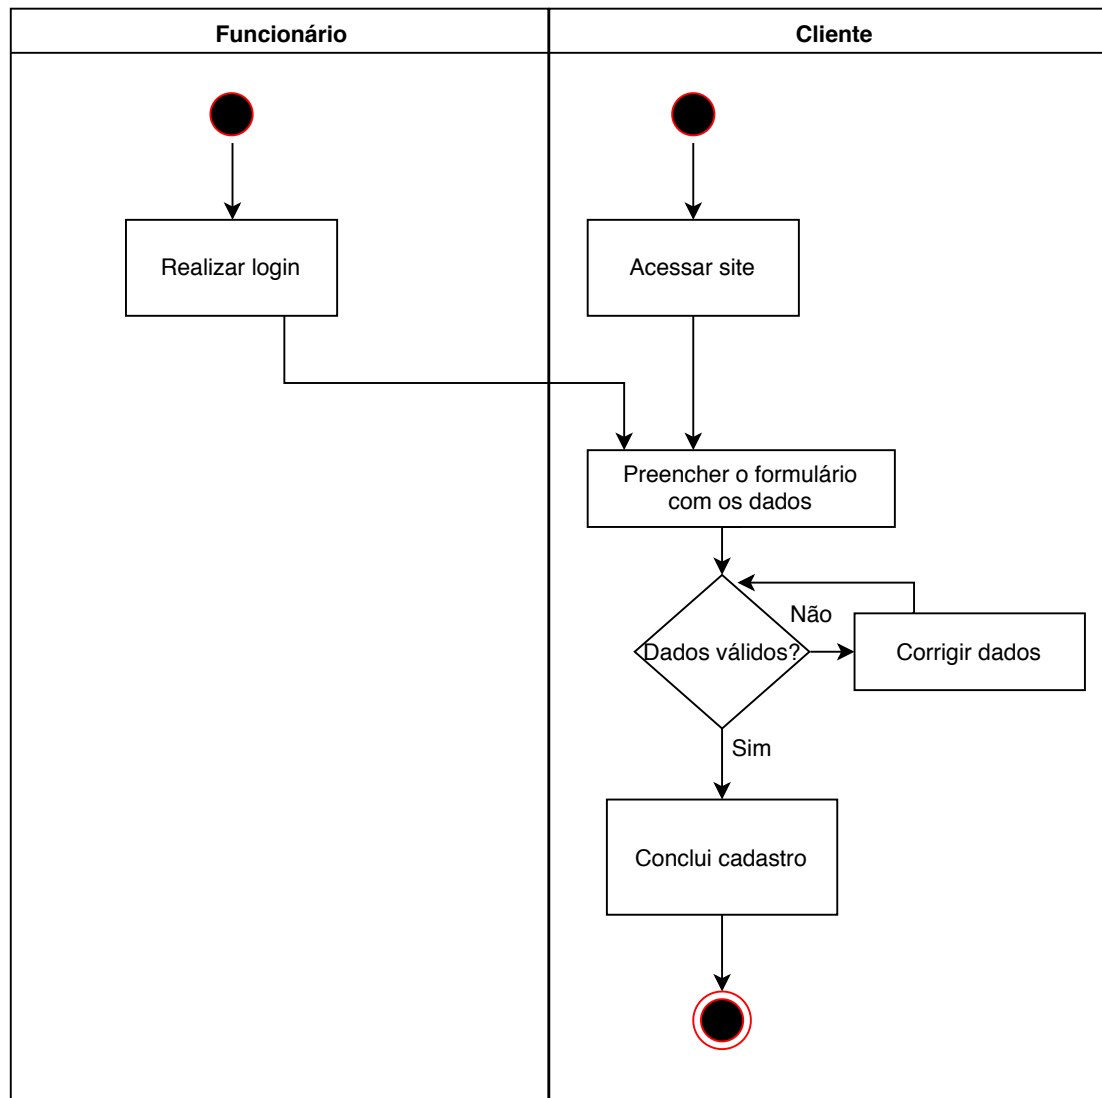 Funcionário
Cliente
Realizar login
Acessar site
Preencher o formulário
com os dados
Não
Dados válidos?
Corrigir dados
Sim
Conclui cadastro